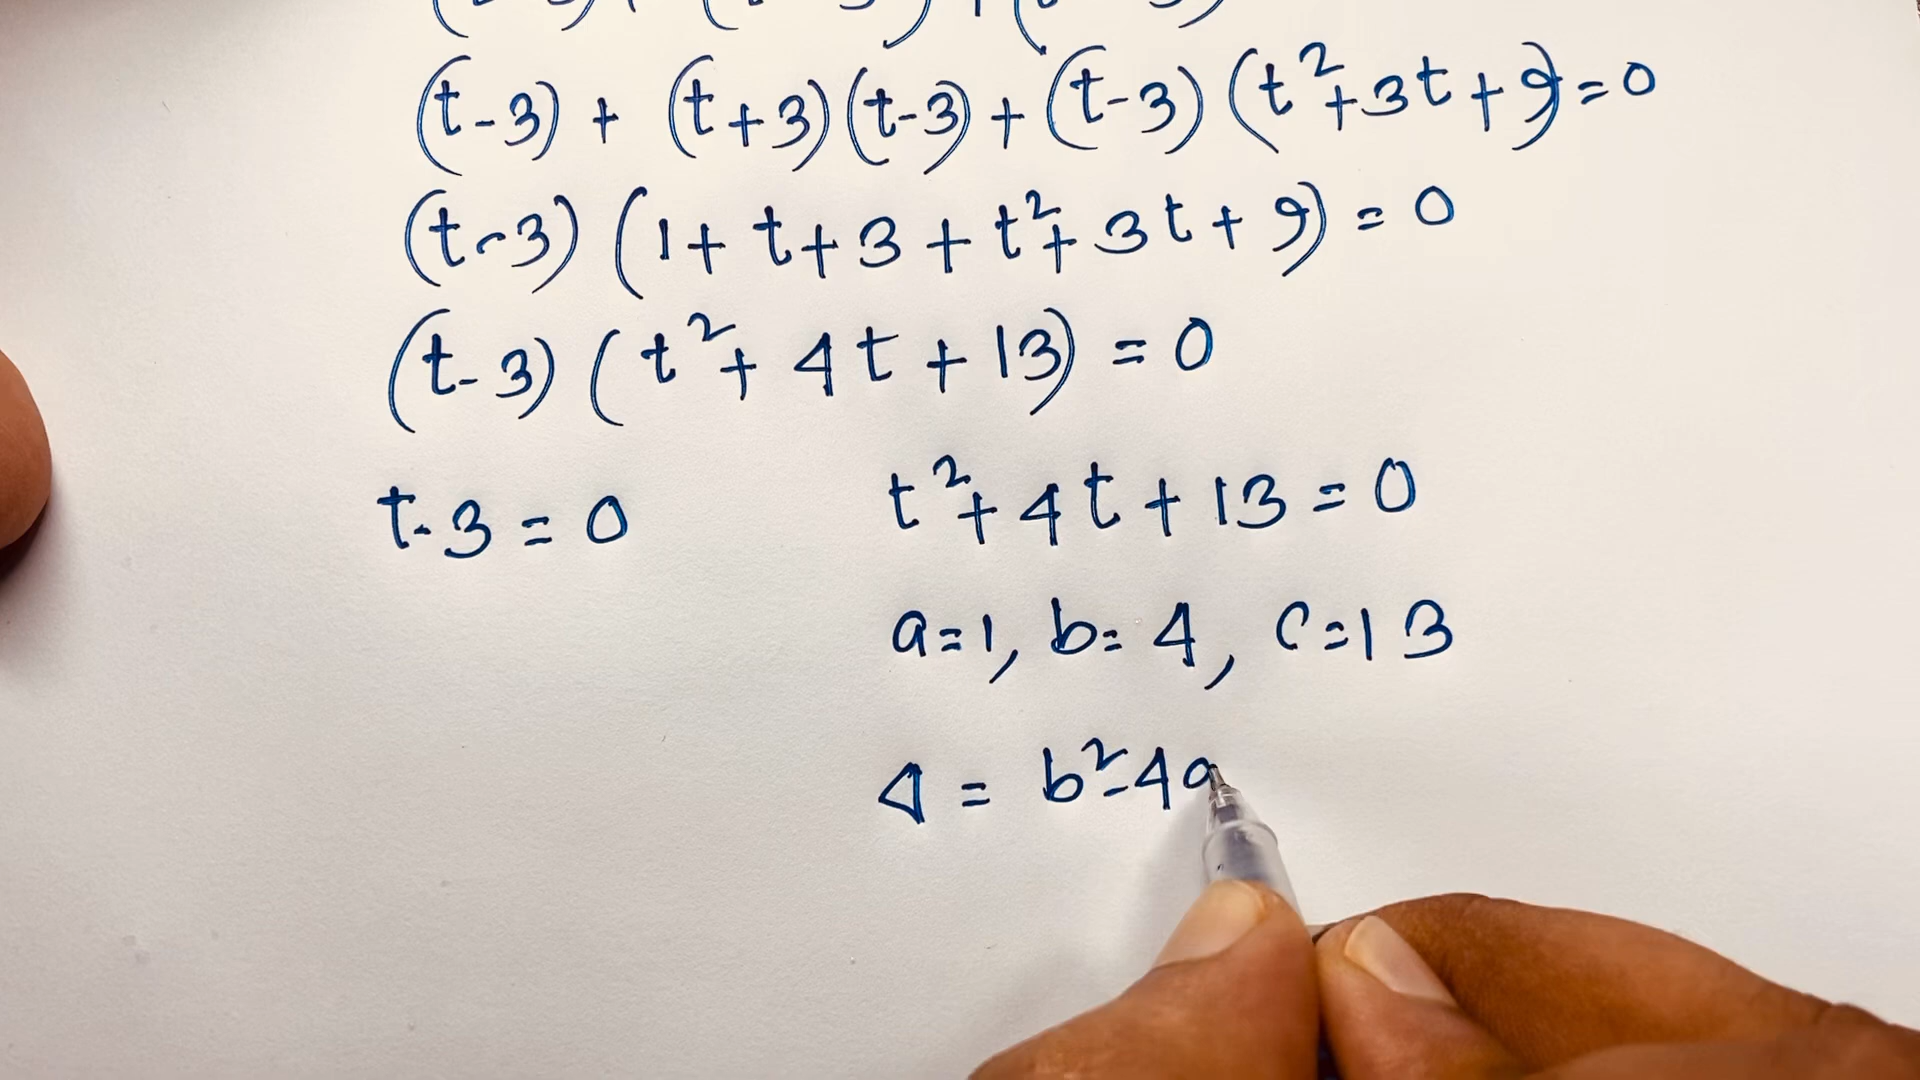 (t-3) + (t+3)(t-3) + (t-3)(t²+3t+9)=0
(t-3)(1+t+3+t²+3t+9)=0
(t-3)(t²+4t+13)=0
t-3=0
t²+4t+13=0
a=1, b=4, c=13
Δ = b²-4a